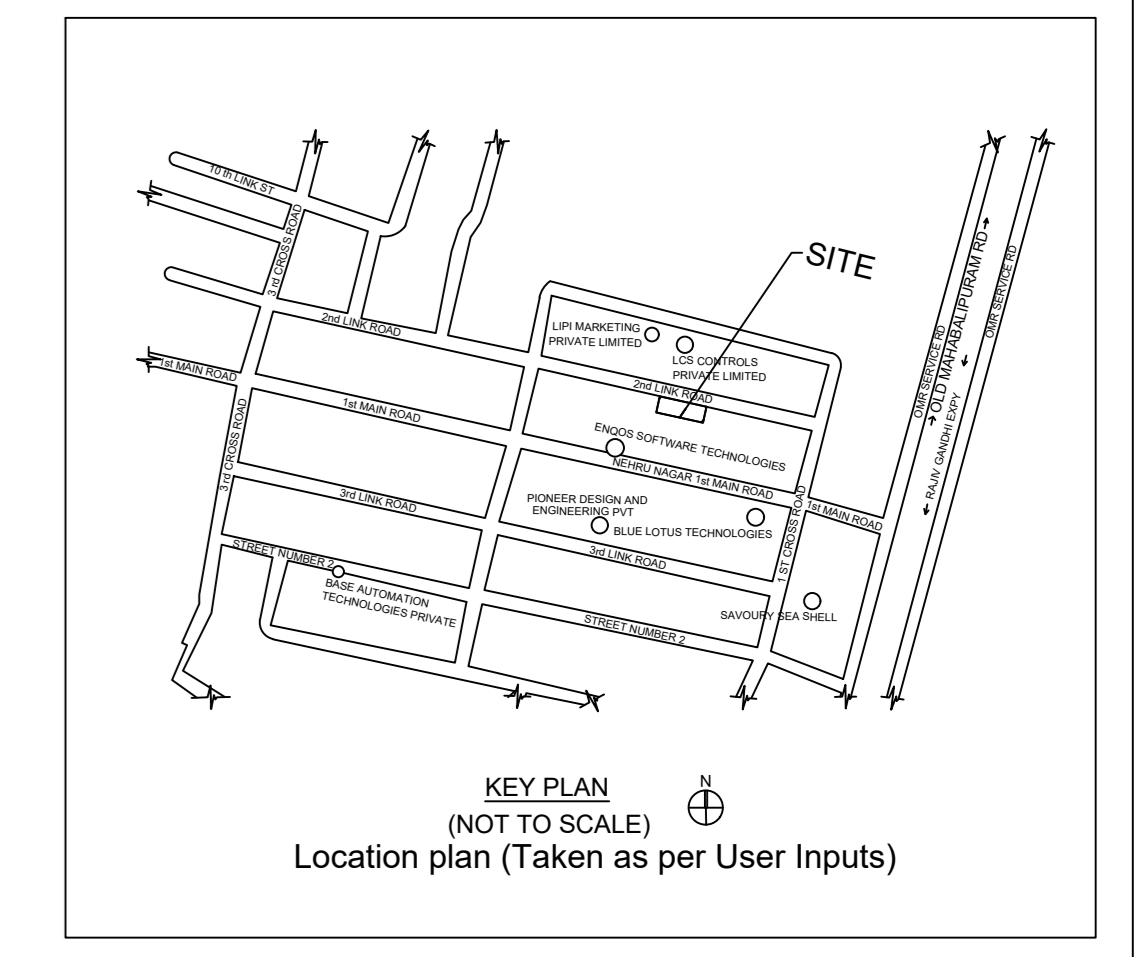 10 th LINK ST
3 rd CROSS ROAD
SITE
OMR SERVICE RD
OLD MAHABALIPURAM RD
OMR SERVICE RD
RAJIV GANDHI EXPY
2nd LINK ROAD
LIPI MARKETING
PRIVATE LIMITED
LCS CONTROLS
PRIVATE LIMITED
2nd LINK ROAD
1st MAIN ROAD
1st MAIN ROAD
ENQOS SOFTWARE TECHNOLOGIES
NEHRU NAGAR 1st MAIN ROAD
3 rd CROSS ROAD
3rd LINK ROAD
PIONEER DESIGN AND
ENGINEERING PVT
BLUE LOTUS TECHNOLOGIES
1st MAIN ROAD
1 ST CROSS ROAD
3rd LINK ROAD
STREET NUMBER 2
BASE AUTOMATION
TECHNOLOGIES PRIVATE
SAVOURY SEA SHELL
STREET NUMBER 2
KEY PLAN
N
(NOT TO SCALE)
Location plan (Taken as per User Inputs)